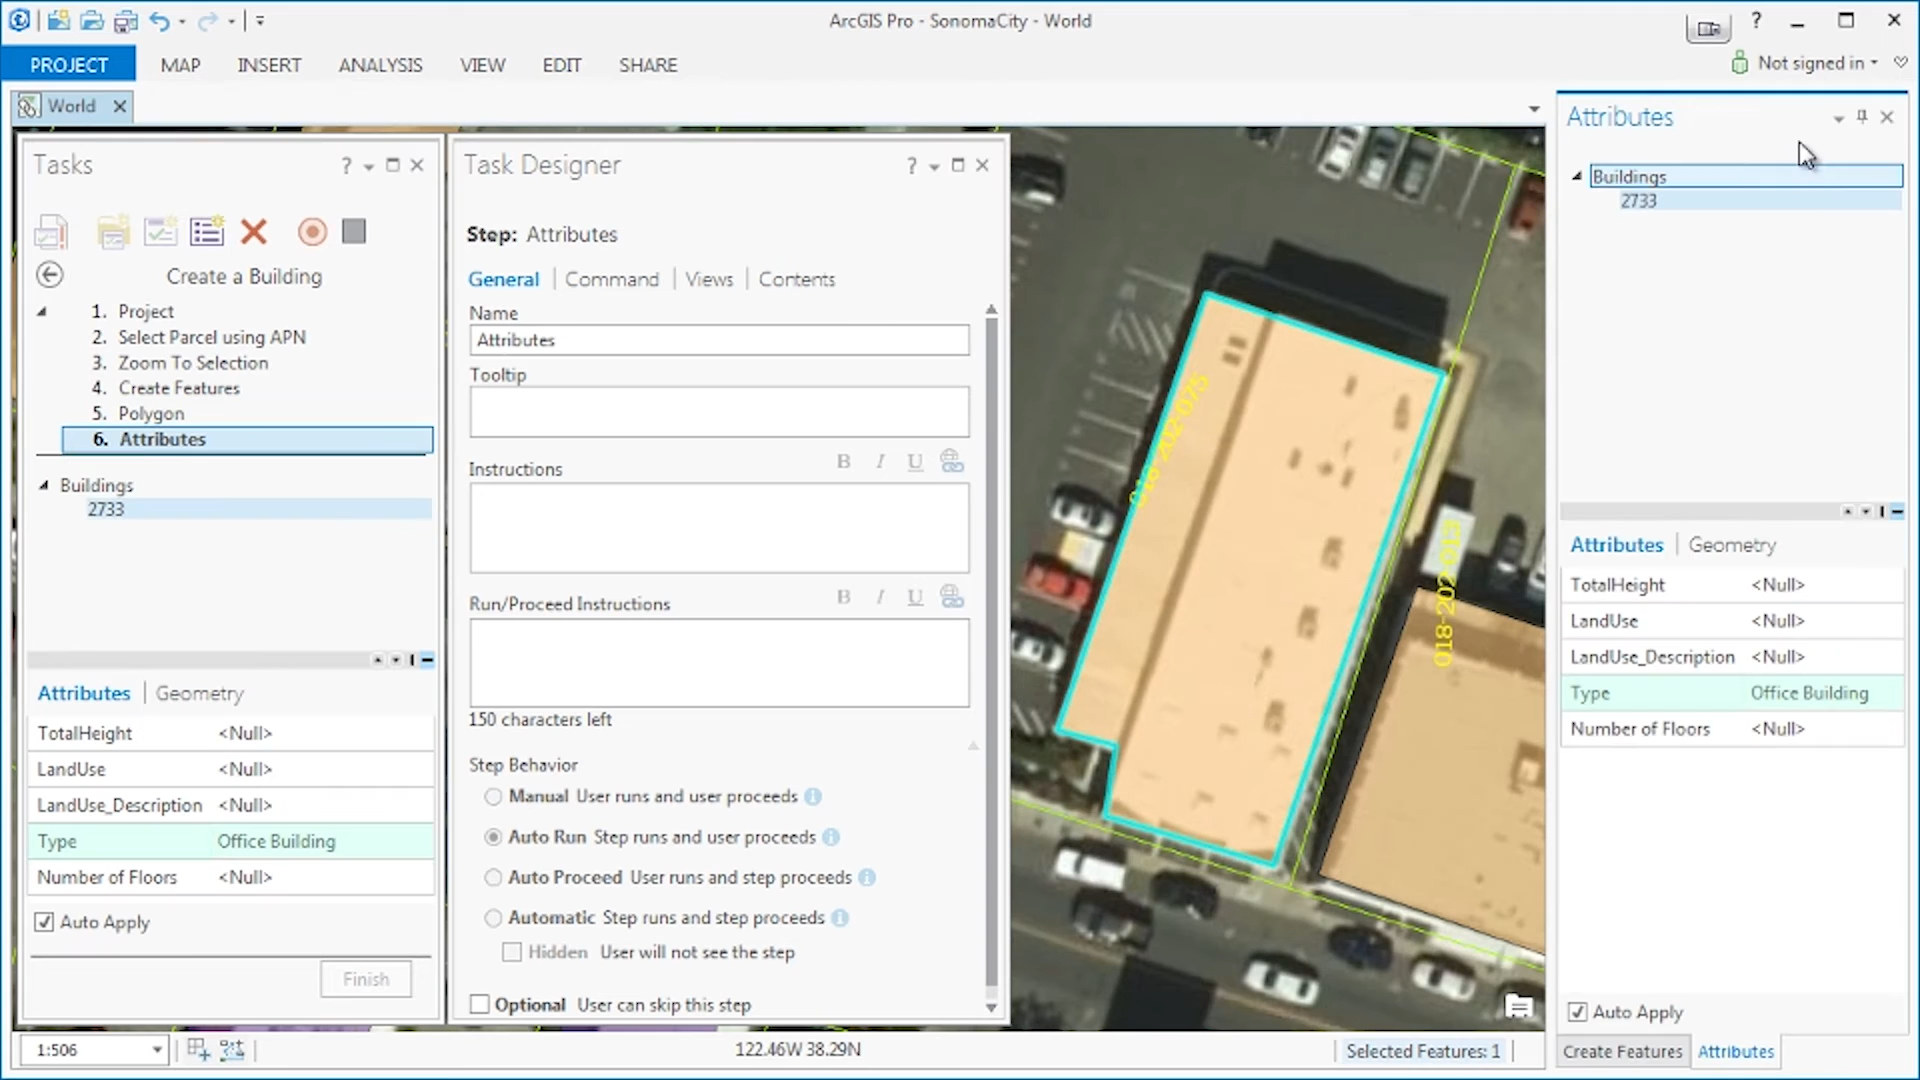 ArcGIS Pro - SonomaCity - World
?
PROJECT
MAP
INSERT
ANALYSIS
VIEW
EDIT
SHARE
Not signed in
World
Tasks
?
Create a Building
1. Project
2. Select Parcel using APN
3. Zoom To Selection
4. Create Features
5. Polygon
6. Attributes
Buildings
2733
Attributes
Geometry
TotalHeight <Null>
LandUse <Null>
LandUse_Description <Null>
Type Office Building
Number of Floors <Null>
Auto Apply
Finish
Task Designer
?
Step: Attributes
General
Command
Views
Contents
Name
Attributes
Tooltip
Instructions
B I U
Run/Proceed Instructions
B I U
150 characters left
Step Behavior
Manual User runs and user proceeds
Auto Run Step runs and user proceeds
Auto Proceed User runs and step proceeds
Automatic Step runs and step proceeds
Hidden User will not see the step
Optional User can skip this step
018-202-075
018-202-013
Attributes
Buildings
2733
Attributes
Geometry
TotalHeight <Null>
LandUse <Null>
LandUse_Description <Null>
Type Office Building
Number of Floors <Null>
Auto Apply
Create Features
Attributes
1:506
122.46W 38.29N
Selected Features: 1